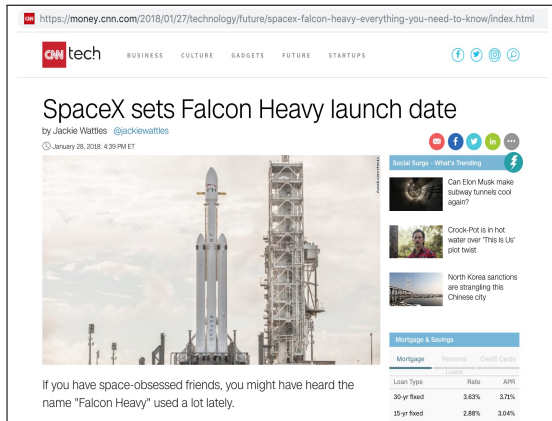 CNN https://money.cnn.com/2018/01/27/technology/future/spacex-falcon-heavy-everything-you-need-to-know/index.html
CNN tech BUSINESS CULTURE GADGETS FUTURE STARTUPS
SpaceX sets Falcon Heavy launch date
by Jackie Wattles @jackiewattles
January 28, 2018: 4:39 PM ET
in
Social Surge - What's Trending
SPACEX
Can Elon Musk make
subway tunnels cool
again?
Crock-Pot is in hot
water over 'This Is Us'
plot twist
North Korea sanctions
are strangling this
Chinese city
If you have space-obsessed friends, you might have heard the
name "Falcon Heavy" used a lot lately.
Mortgage & Savings
Mortgage Personal Loans Credit Cards
Loan Type Rate APR
30-yr fixed 3.63% 3.71%
15-yr fixed 2.88% 3.04%